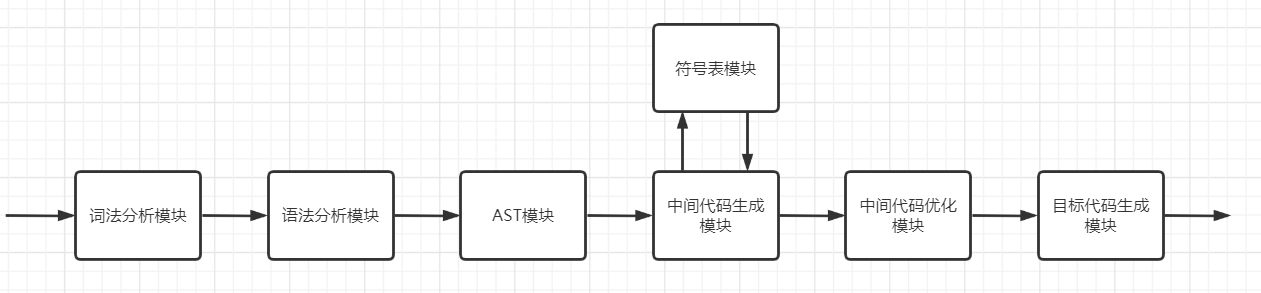 符号表模块
词法分析模块
语法分析模块
AST模块
中间代码生成
模块
中间代码优化
模块
目标代码生成
模块